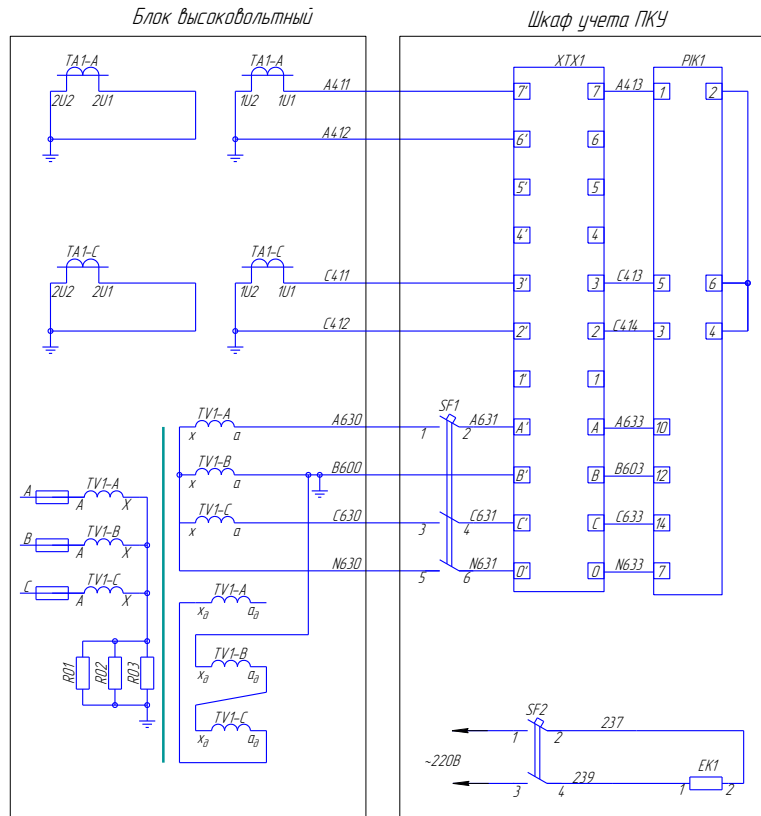 Блок высоковольтный
Шкаф учета ПКУ
TA1-A TA1-A XTX1 PIK1
2U2 2U1 1U2 1U1 A411 7' 7 A413 1 2
A412 6' 6
5' 5
4' 4
TA1-C TA1-C
2U2 2U1 1U2 1U1 C411 3' 3 C413 5 6
C412 2' 2 C414 3 4
1' 1
SF1
TV1-A A630 1 2 A631 A' A A633 10
x a
TV1-B B600 B' B B603 12
x a
TV1-C C630 3 4 C631 C' C C633 14
x a
N630 5 6 N631 0' 0 N633 7
A TV1-A
A X
B TV1-B
A X
C TV1-C
A X
TV1-A
xд aд
TV1-B
xд aд
TV1-C
xд aд
R01 R02 R03
SF2
1 2 237
~220В
3 4 239 1 EK1 2